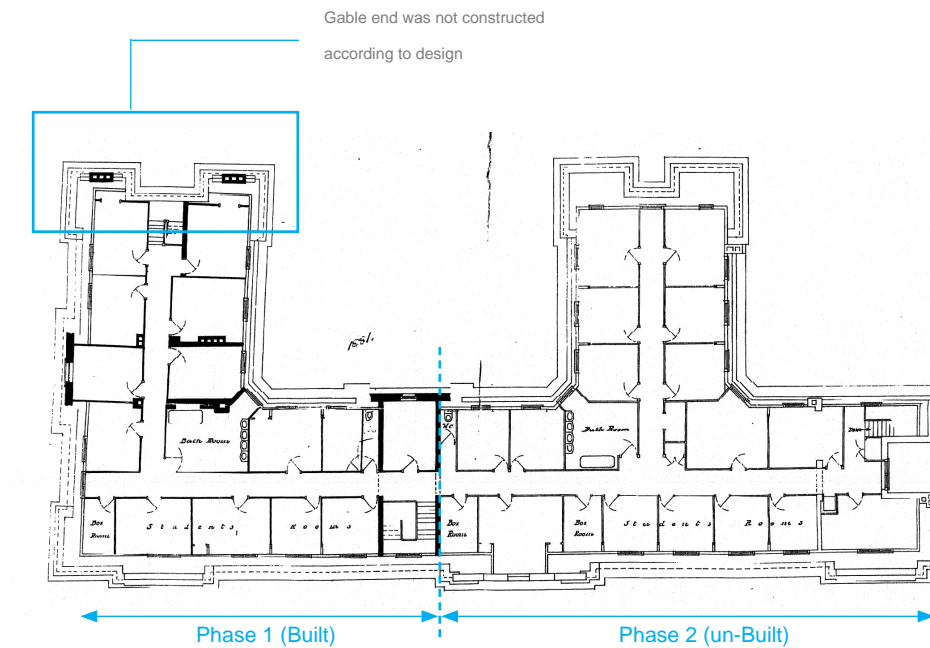 Gable end was not constructed
according to design
1881.
Bath Room
W.C
Bath Room
Down
Box
Room
Students Rooms
Box
Room
Box
Room
Students Rooms
Phase 1 (Built)
Phase 2 (un-Built)